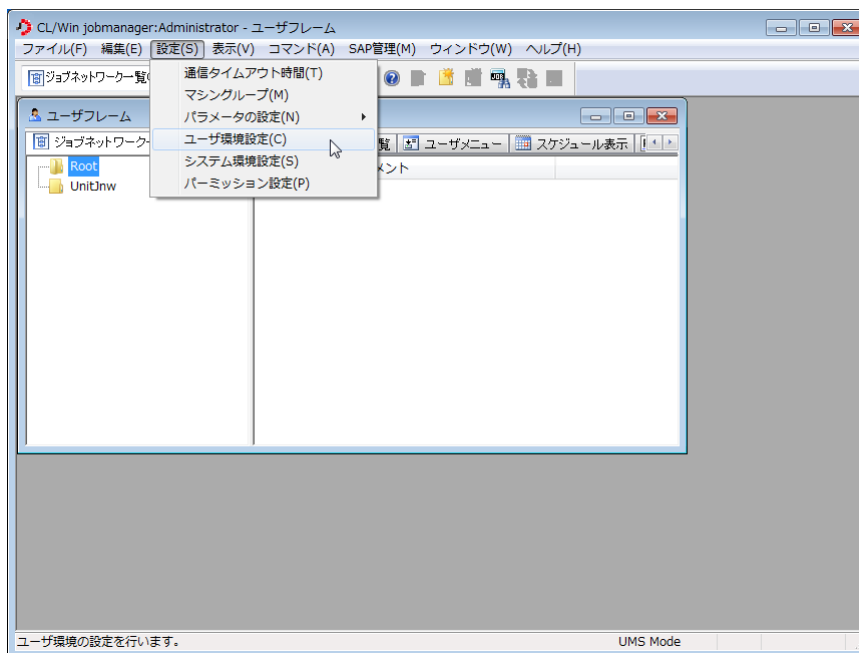 CL/Win jobmanager:Administrator - ユーザフレーム
ファイル(F) 編集(E) 設定(S) 表示(V) コマンド(A) SAP管理(M) ウィンドウ(W) ヘルプ(H)
ジョブネットワーク一覧
通信タイムアウト時間(T)
マシングループ(M)
パラメータの設定(N)
ユーザ環境設定(C)
システム環境設定(S)
パーミッション設定(P)
ユーザフレーム
ジョブネットワーク 覧 ユーザメニュー スケジュール表示
Root メント
UnitJnw
ユーザ環境の設定を行います。 UMS Mode